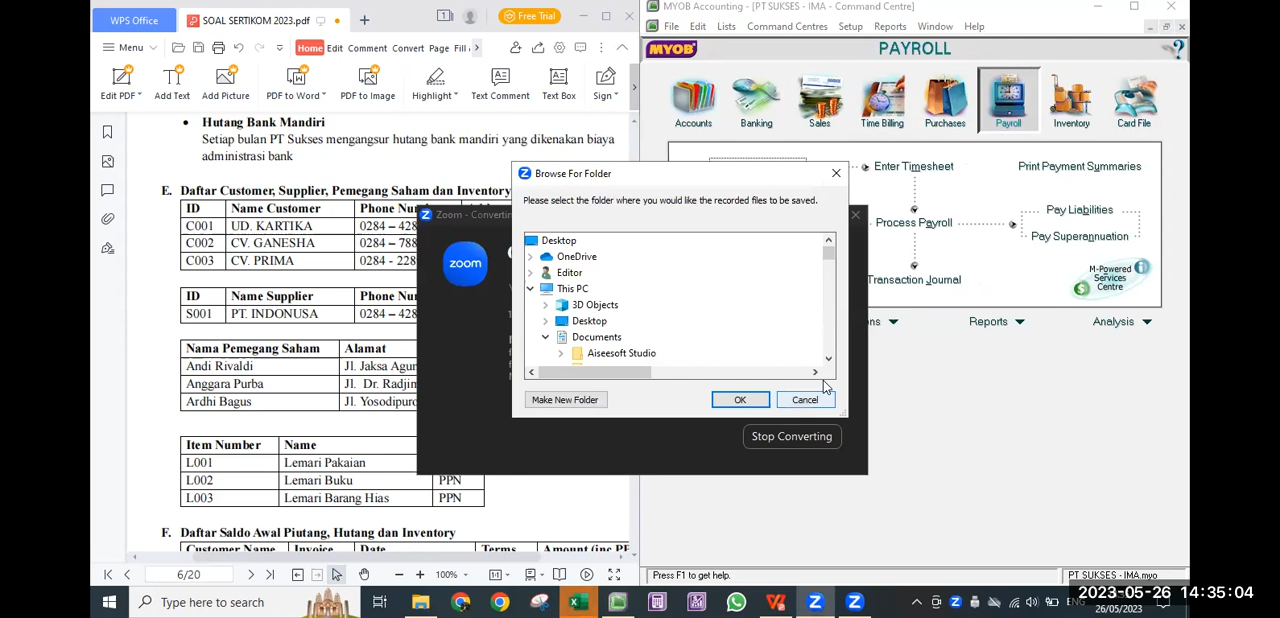 WPS Office
SOAL SERTIKOM 2023.pdf
1
Free Trial
Menu
Home Edit Comment Convert Page Fill
Edit PDF
Add Text
Add Picture
PDF to Word
PDF to Image
Highlight
Text Comment
Text Box
Sign
Hutang Bank Mandiri
Setiap bulan PT Sukses mengangsur hutang bank mandiri yang dikenakan biaya
administrasi bank
E. Daftar Customer, Supplier, Pemegang Saham dan Inventory
ID Name Customer Phone Nu
C001 UD. KARTIKA 0284 – 428
C002 CV. GANESHA 0284 – 788
C003 CV. PRIMA 0284 - 228
ID Name Supplier Phone Nu
S001 PT. INDONUSA 0284 – 428
Nama Pemegang Saham Alamat
Andi Rivaldi Jl. Jaksa Agun
Anggara Purba Jl. Dr. Radjim
Ardhi Bagus Jl. Yosodipuro
Item Number Name
L001 Lemari Pakaian
L002 Lemari Buku PPN
L003 Lemari Barang Hias PPN
F. Daftar Saldo Awal Piutang, Hutang dan Inventory
Customer Name Invoice Date Terms Amount (inc PP
6/20
100%
MYOB Accounting - [PT SUKSES - IMA - Command Centre]
File Edit Lists Command Centres Setup Reports Window Help
MYOB
PAYROLL
Accounts
Banking
Sales
Time Billing
Purchases
Payroll
Inventory
Card File
Enter Timesheet
Print Payment Summaries
Process Payroll
Pay Liabilities
Pay Superannuation
Transaction Journal
M-Powered
Services
Centre
Reports
Analysis
Press F1 to get help.
PT SUKSES - IMA.myo
Zoom - Convertin
zoom
Stop Converting
Browse For Folder
Please select the folder where you would like the recorded files to be saved.
Desktop
OneDrive
Editor
This PC
3D Objects
Desktop
Documents
Aiseesoft Studio
Make New Folder
OK
Cancel
Type here to search
ENG
26/05/2023
2023-05-26 14:35:04